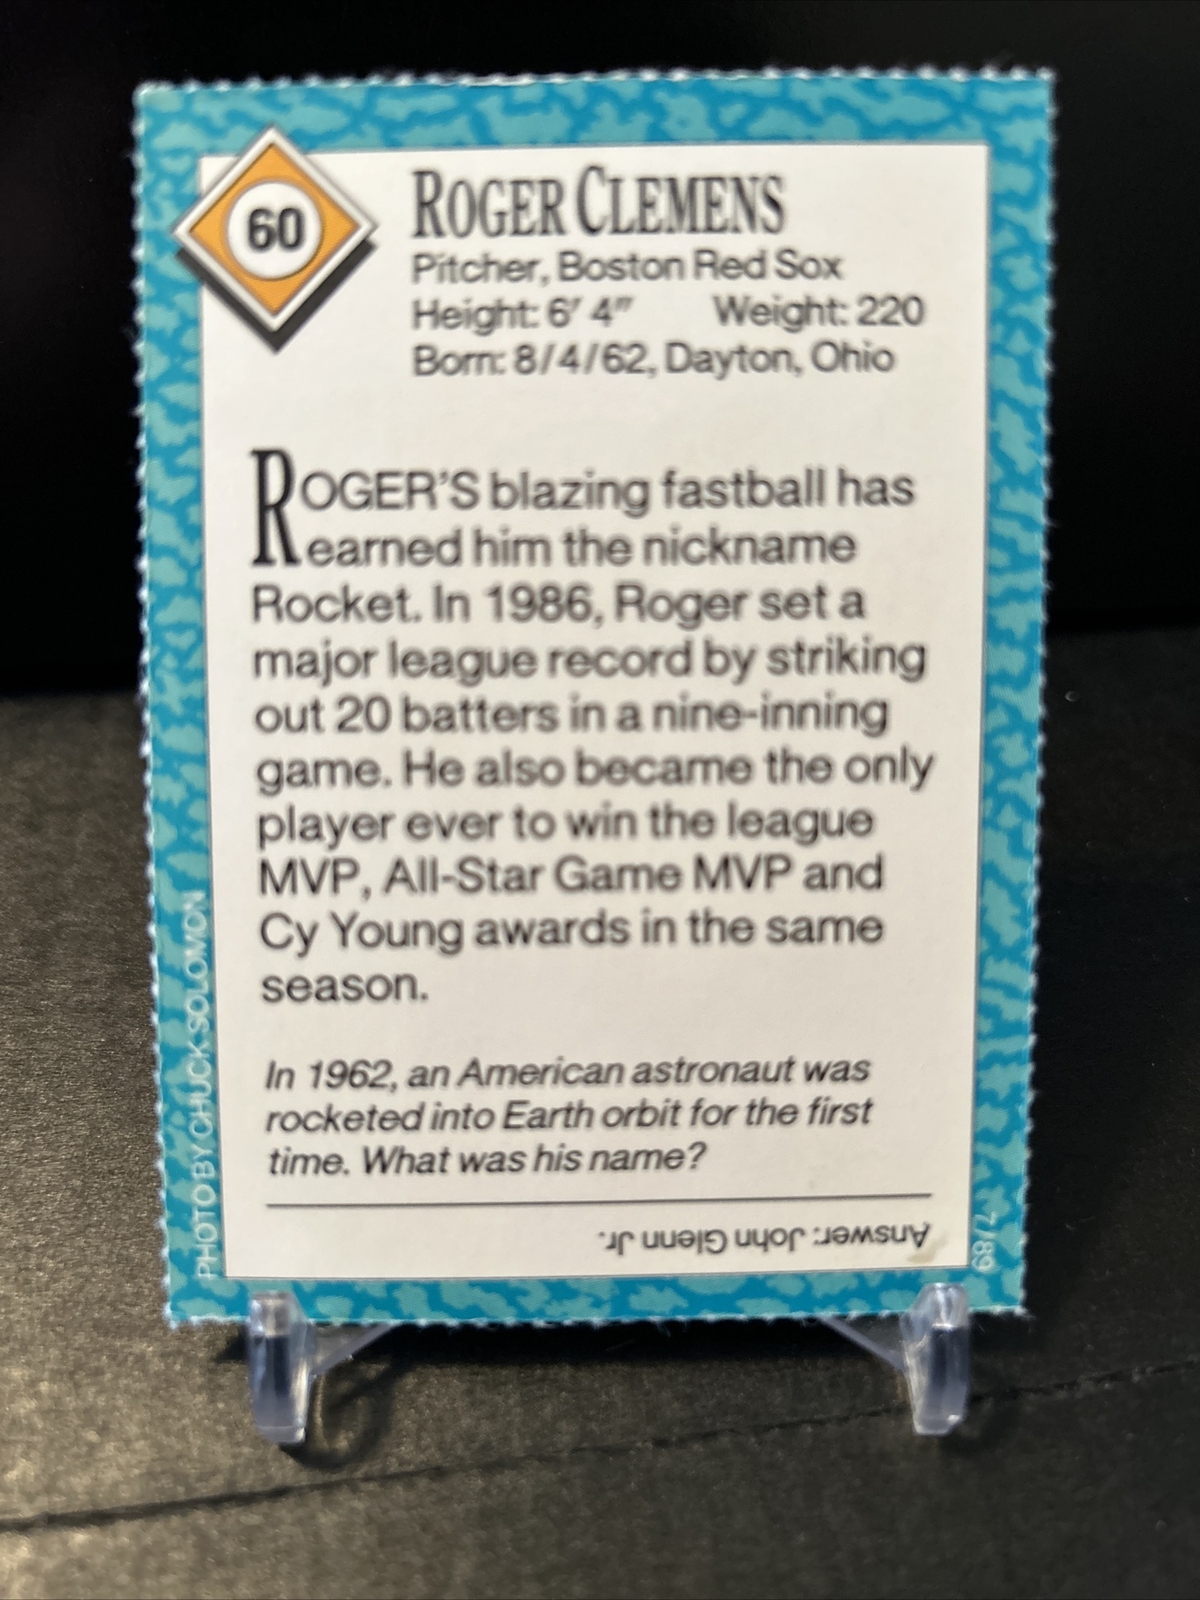 60
ROGER CLEMENS
Pitcher, Boston Red Sox
Height: 6' 4" Weight: 220
Born: 8/4/62, Dayton, Ohio
ROGER'S blazing fastball has
earned him the nickname
Rocket. In 1986, Roger set a
major league record by striking
out 20 batters in a nine-inning
game. He also became the only
player ever to win the league
MVP, All-Star Game MVP and
Cy Young awards in the same
season.
In 1962, an American astronaut was
rocketed into Earth orbit for the first
time. What was his name?
Answer: John Glenn Jr.
PHOTO BY CHUCK SOLOMON
7/89